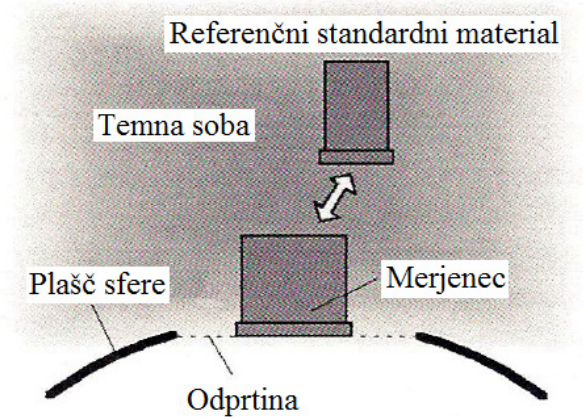 Referenčni standardni material
Temna soba
Merjenec
Plašč sfere
Odprtina